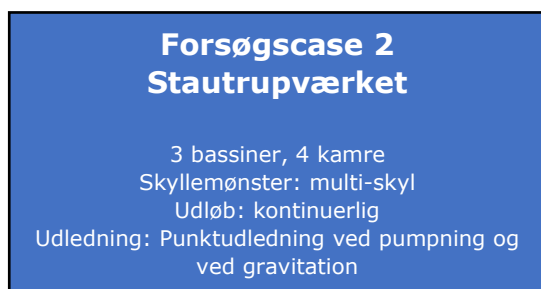 Forsøgscase 2
Stautrupværket
3 bassiner, 4 kamre
Skyllemønster: multi-skyl
Udløb: kontinuerlig
Udledning: Punktudledning ved pumpning og
ved gravitation